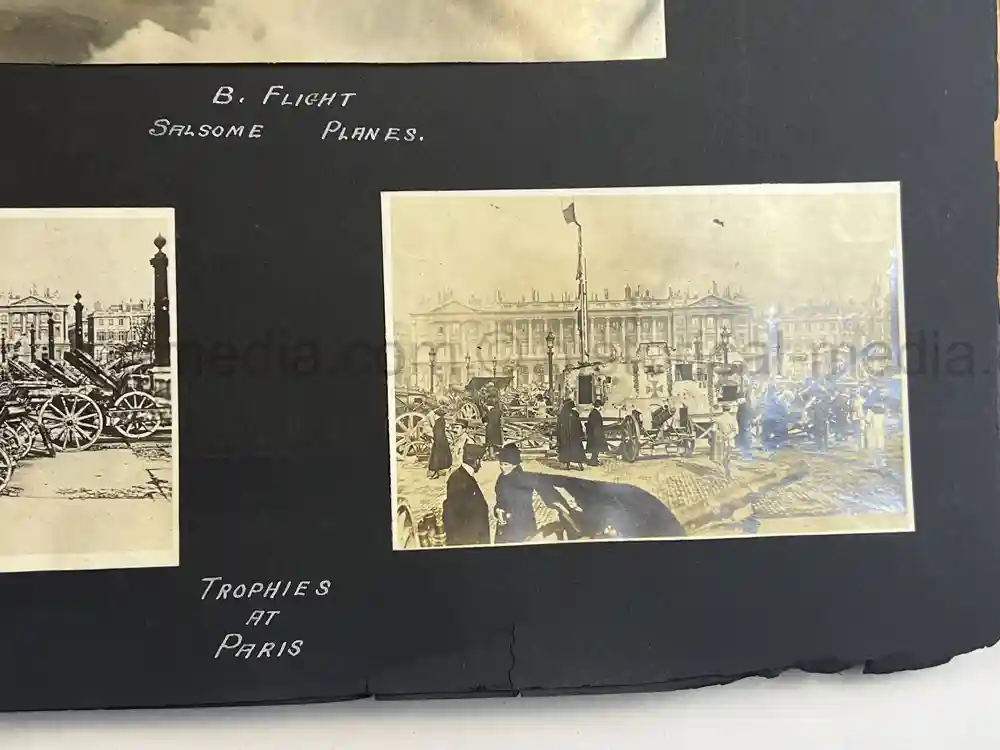 B. FLIGHT
SALSOME PLANES.
TROPHIES
AT
PARIS